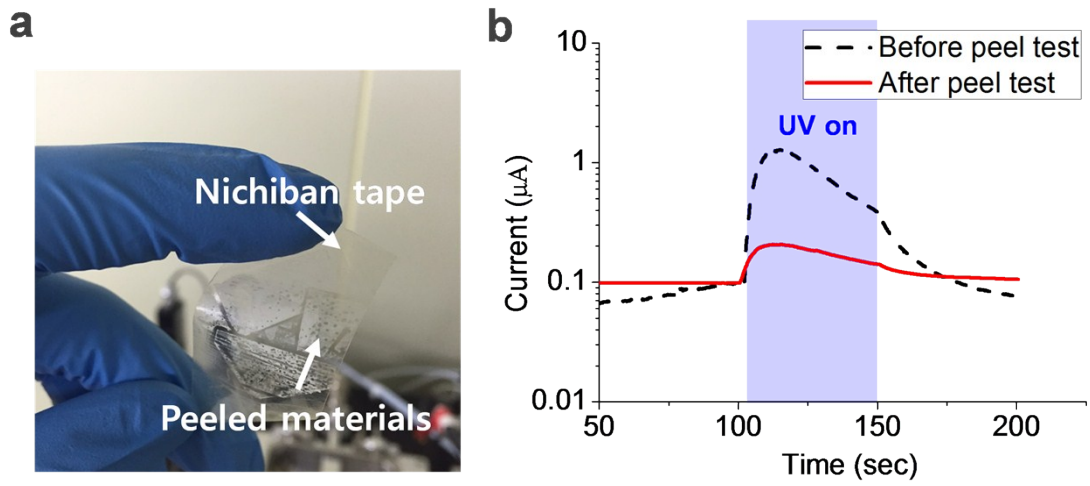 a
Nichiban tape
Peeled materials
b
Before peel test
After peel test
UV on
Current (μA)
10
1
0.1
0.01
50
100
150
200
Time (sec)